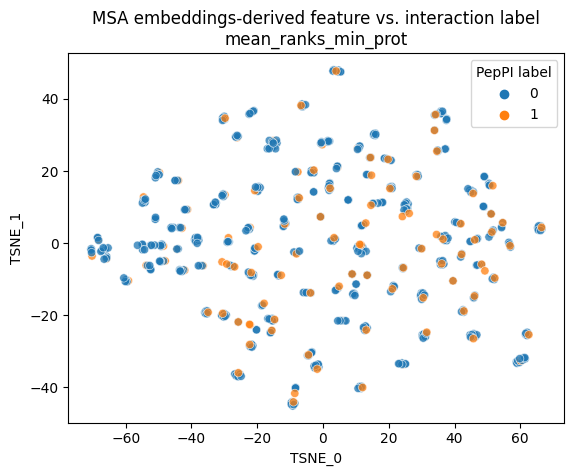 MSA embeddings-derived feature vs. interaction label
mean_ranks_min_prot
PepPI label
0
1
40
20
0
−20
−40
TSNE_1
−60 −40 −20 0 20 40 60
TSNE_0